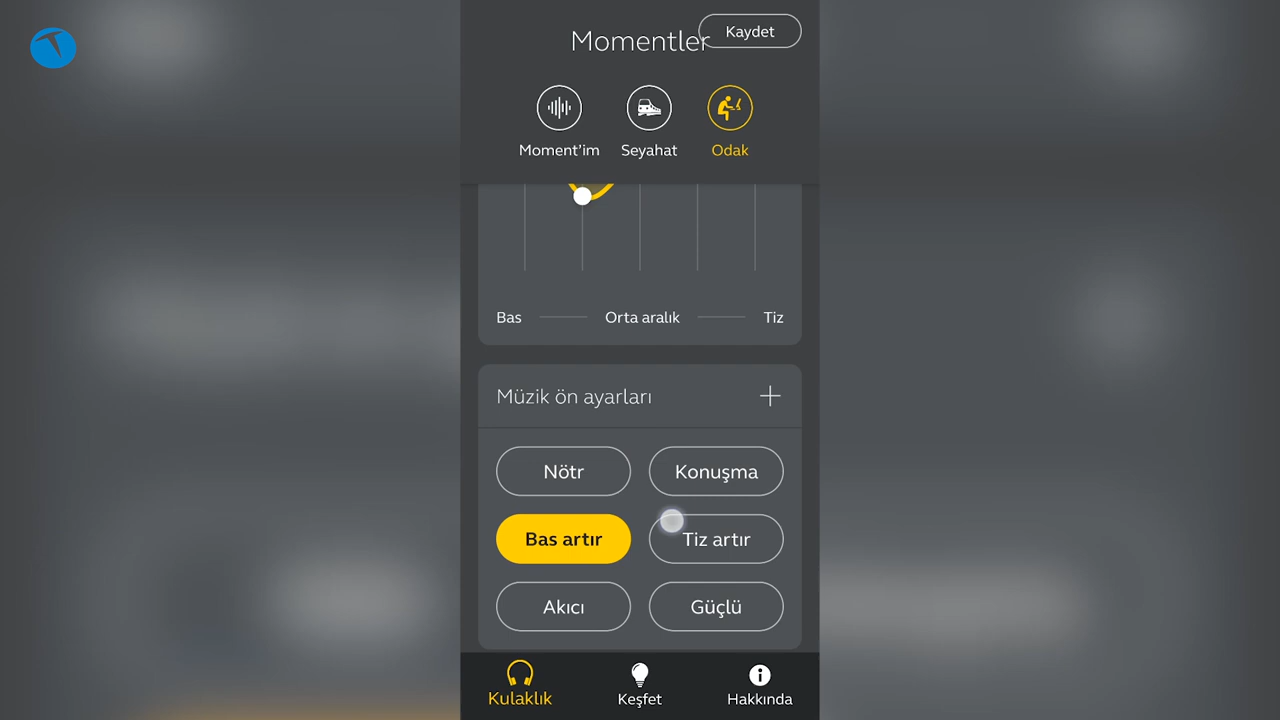 Momentler
Kaydet
Moment'im
Seyahat
Odak
Bas
Orta aralık
Tiz
Müzik ön ayarları
Nötr
Konuşma
Bas artır
Tiz artır
Akıcı
Güçlü
Kulaklık
Keşfet
Hakkında